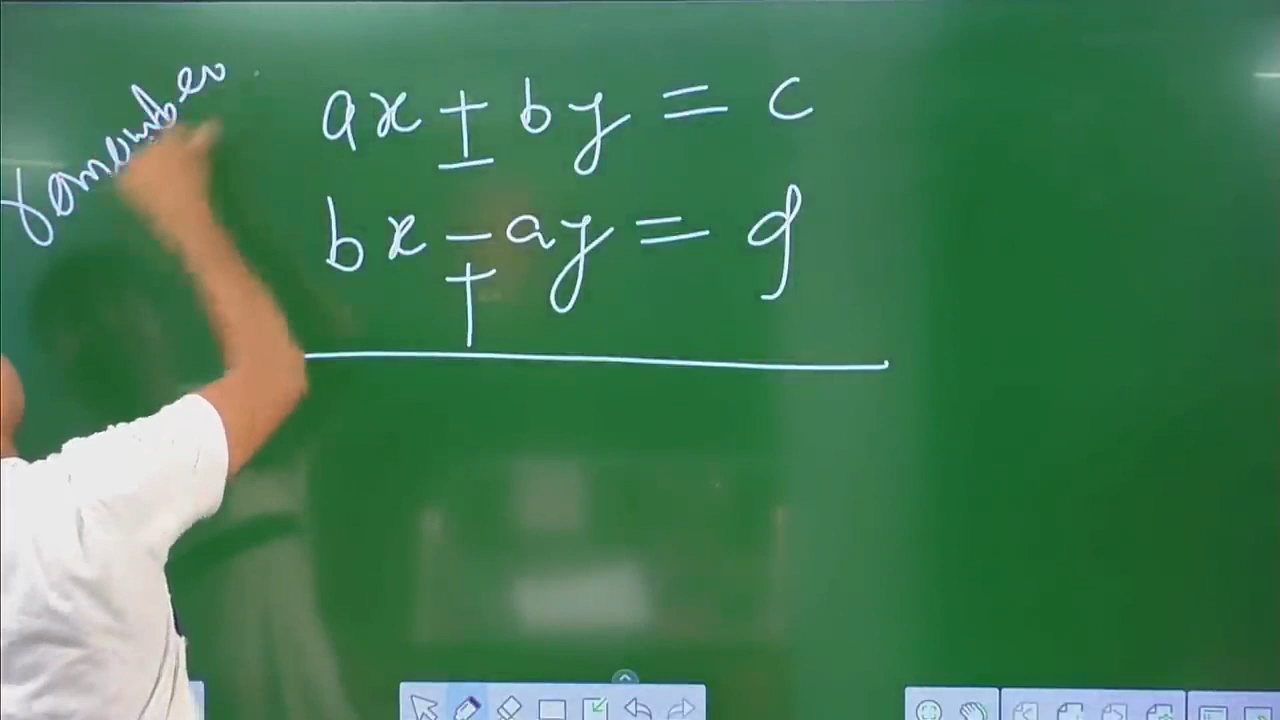 remember
ax ± by = c
bx ∓ ay = d